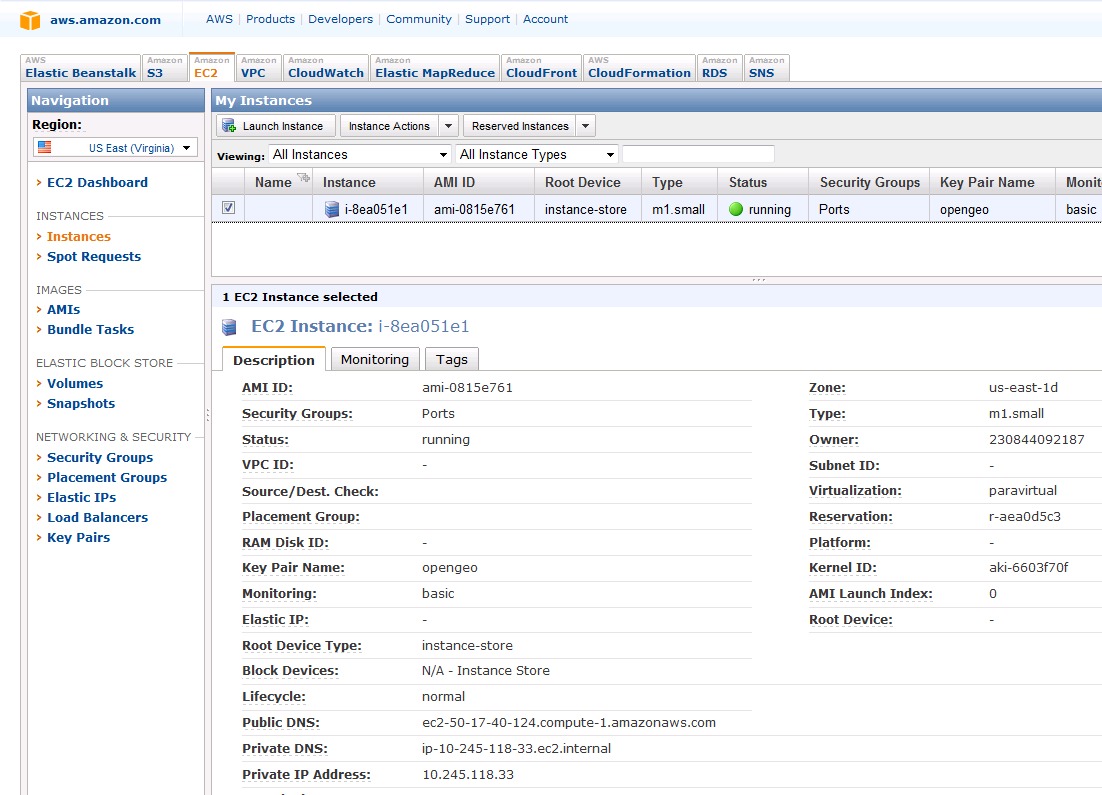 aws.amazon.com
AWS | Products | Developers | Community | Support | Account
AWS Elastic Beanstalk
Amazon S3
Amazon EC2
Amazon VPC
Amazon CloudWatch
Amazon Elastic MapReduce
Amazon CloudFront
AWS CloudFormation
Amazon RDS
Amazon SNS
Navigation
Region:
US East (Virginia)
EC2 Dashboard
INSTANCES
Instances
Spot Requests
IMAGES
AMIs
Bundle Tasks
ELASTIC BLOCK STORE
Volumes
Snapshots
NETWORKING & SECURITY
Security Groups
Placement Groups
Elastic IPs
Load Balancers
Key Pairs
My Instances
Launch Instance Instance Actions Reserved Instances
Viewing: All Instances All Instance Types
Name Instance AMI ID Root Device Type Status Security Groups Key Pair Name Monito
i-8ea051e1 ami-0815e761 instance-store m1.small running Ports opengeo basic
1 EC2 Instance selected
EC2 Instance: i-8ea051e1
Description Monitoring Tags
AMI ID: ami-0815e761 Zone: us-east-1d
Security Groups: Ports Type: m1.small
Status: running Owner: 230844092187
VPC ID: - Subnet ID: -
Source/Dest. Check: Virtualization: paravirtual
Placement Group: Reservation: r-aea0d5c3
RAM Disk ID: - Platform: -
Key Pair Name: opengeo Kernel ID: aki-6603f70f
Monitoring: basic AMI Launch Index: 0
Elastic IP: - Root Device: -
Root Device Type: instance-store
Block Devices: N/A - Instance Store
Lifecycle: normal
Public DNS: ec2-50-17-40-124.compute-1.amazonaws.com
Private DNS: ip-10-245-118-33.ec2.internal
Private IP Address: 10.245.118.33